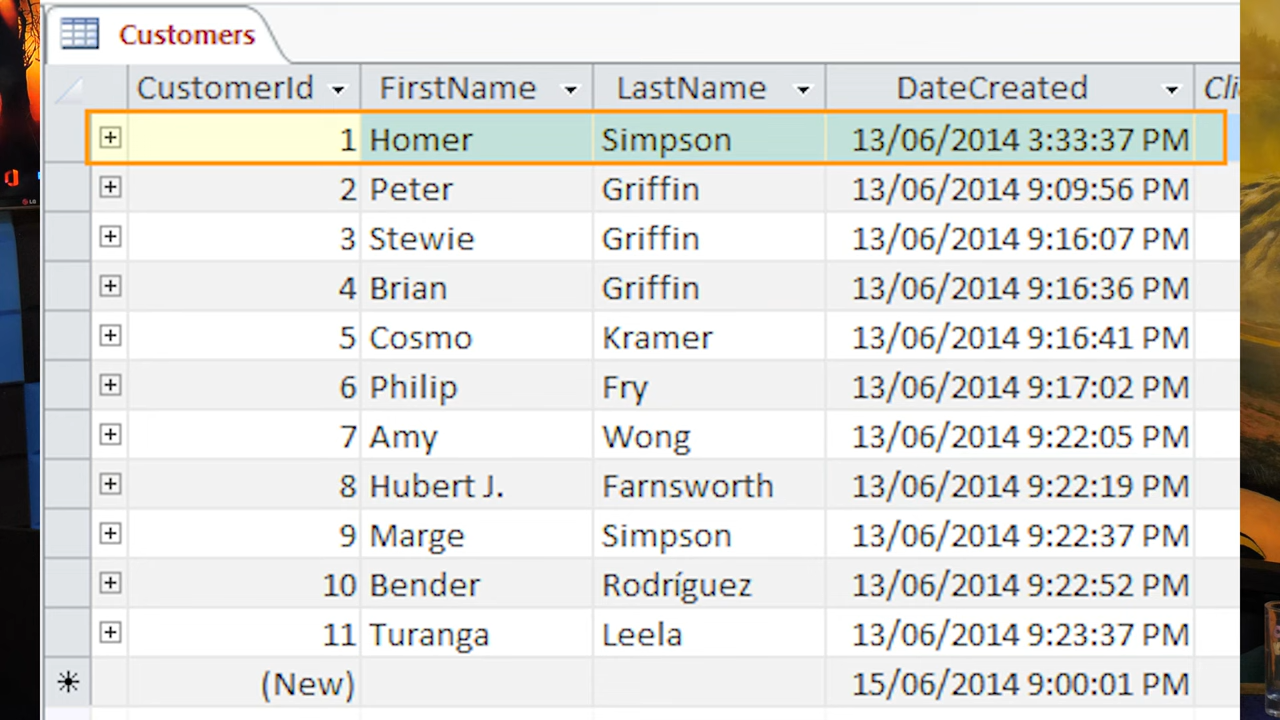 Customers
CustomerId FirstName LastName DateCreated Cli
1 Homer Simpson 13/06/2014 3:33:37 PM
2 Peter Griffin 13/06/2014 9:09:56 PM
3 Stewie Griffin 13/06/2014 9:16:07 PM
4 Brian Griffin 13/06/2014 9:16:36 PM
5 Cosmo Kramer 13/06/2014 9:16:41 PM
6 Philip Fry 13/06/2014 9:17:02 PM
7 Amy Wong 13/06/2014 9:22:05 PM
8 Hubert J. Farnsworth 13/06/2014 9:22:19 PM
9 Marge Simpson 13/06/2014 9:22:37 PM
10 Bender Rodríguez 13/06/2014 9:22:52 PM
11 Turanga Leela 13/06/2014 9:23:37 PM
(New) 15/06/2014 9:00:01 PM
LG